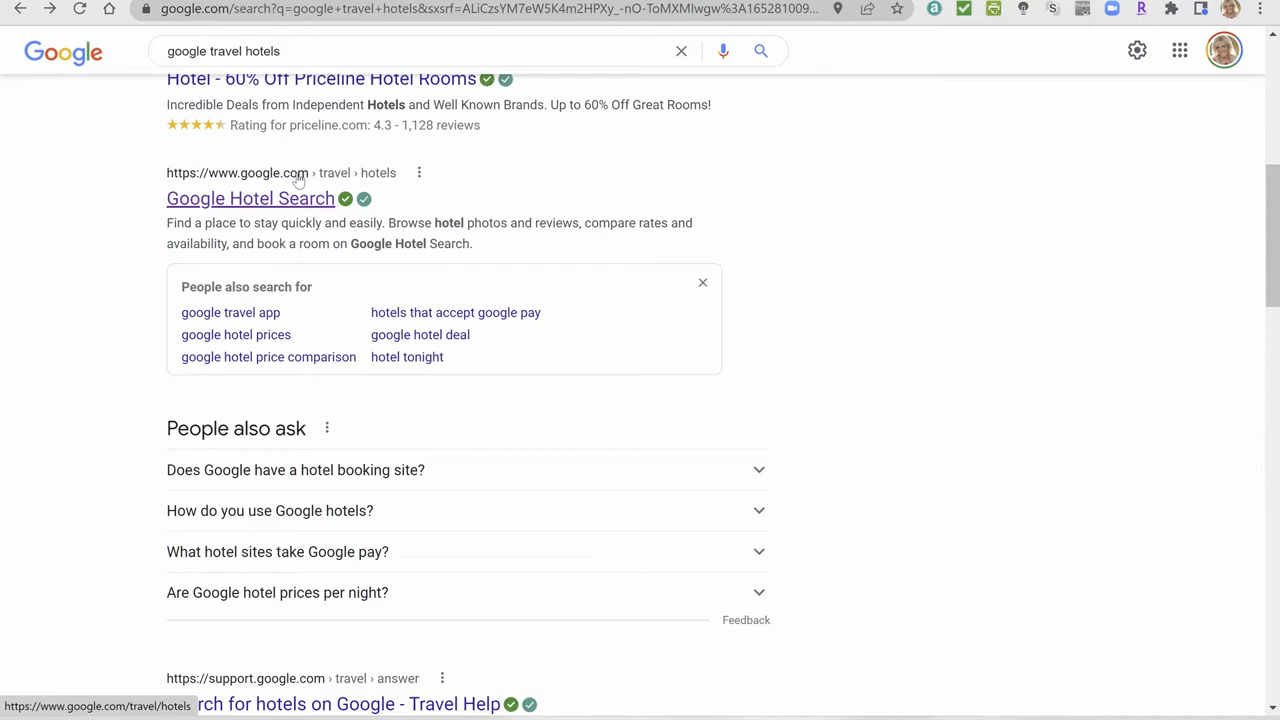 google.com/search?q=google+travel+hotels&sxsrf=ALiCzsYM7eW5K4m2HPXy_-nO-ToMXMIwgw%3A165281009...
Google
google travel hotels
Hotel - 60% Off Priceline Hotel Rooms
Incredible Deals from Independent Hotels and Well Known Brands. Up to 60% Off Great Rooms!
Rating for priceline.com: 4.3 - 1,128 reviews
https://www.google.com › travel › hotels
Google Hotel Search
Find a place to stay quickly and easily. Browse hotel photos and reviews, compare rates and
availability, and book a room on Google Hotel Search.
People also search for
google travel app
hotels that accept google pay
google hotel prices
google hotel deal
google hotel price comparison
hotel tonight
People also ask
Does Google have a hotel booking site?
How do you use Google hotels?
What hotel sites take Google pay?
Are Google hotel prices per night?
Feedback
https://support.google.com › travel › answer
rch for hotels on Google - Travel Help
https://www.google.com/travel/hotels